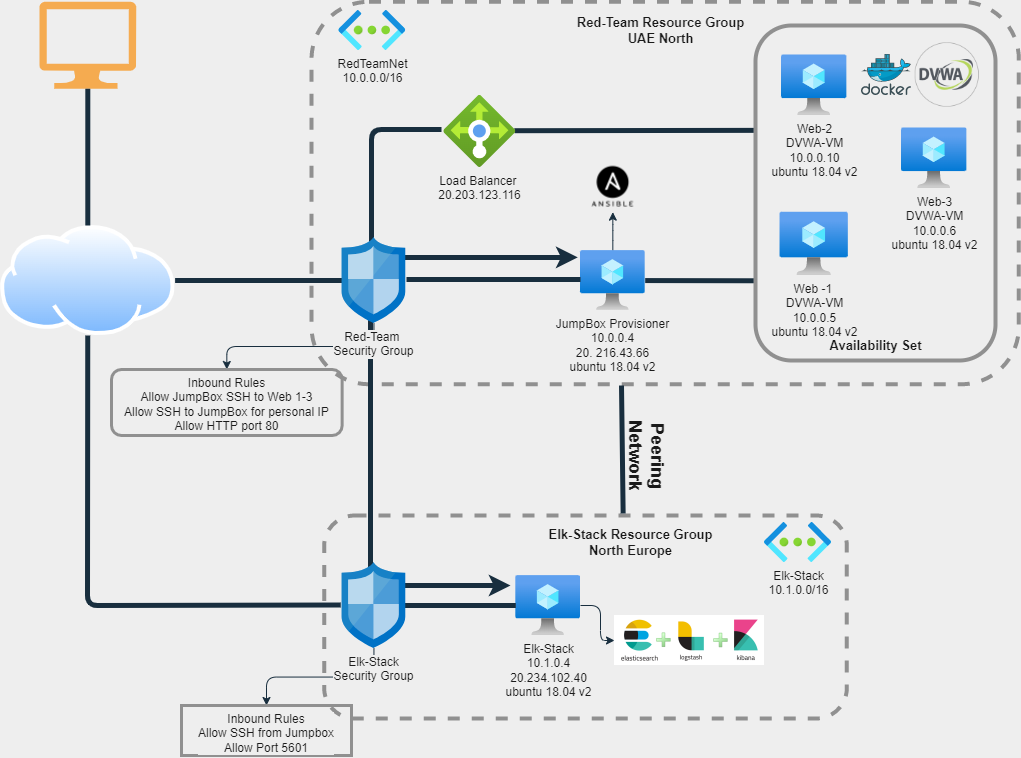 Red-Team Resource Group
UAE North
RedTeamNet
10.0.0.0/16
docker
DVWA
Web-2
DVWA-VM
10.0.0.10
ubuntu 18.04 v2
Web-3
DVWA-VM
10.0.0.6
ubuntu 18.04 v2
Load Balancer
20.203.123.116
ANSIBLE
Web -1
DVWA-VM
10.0.0.5
ubuntu 18.04 v2
Availability Set
JumpBox Provisioner
10.0.0.4
20. 216.43.66
ubuntu 18.04 v2
Red-Team
Security Group
Inbound Rules
Allow JumpBox SSH to Web 1-3
Allow SSH to JumpBox for personal IP
Allow HTTP port 80
Peering
Network
Elk-Stack Resource Group
North Europe
Elk-Stack
10.1.0.0/16
elasticsearch
logstash
kibana
Elk-Stack
10.1.0.4
20.234.102.40
ubuntu 18.04 v2
Elk-Stack
Security Group
Inbound Rules
Allow SSH from Jumpbox
Allow Port 5601